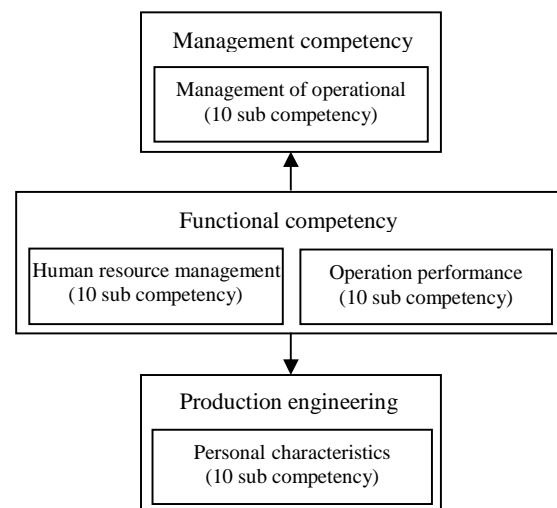 Management competency
Management of operational
(10 sub competency)
Functional competency
Human resource management
(10 sub competency)
Operation performance
(10 sub competency)
Production engineering
Personal characteristics
(10 sub competency)